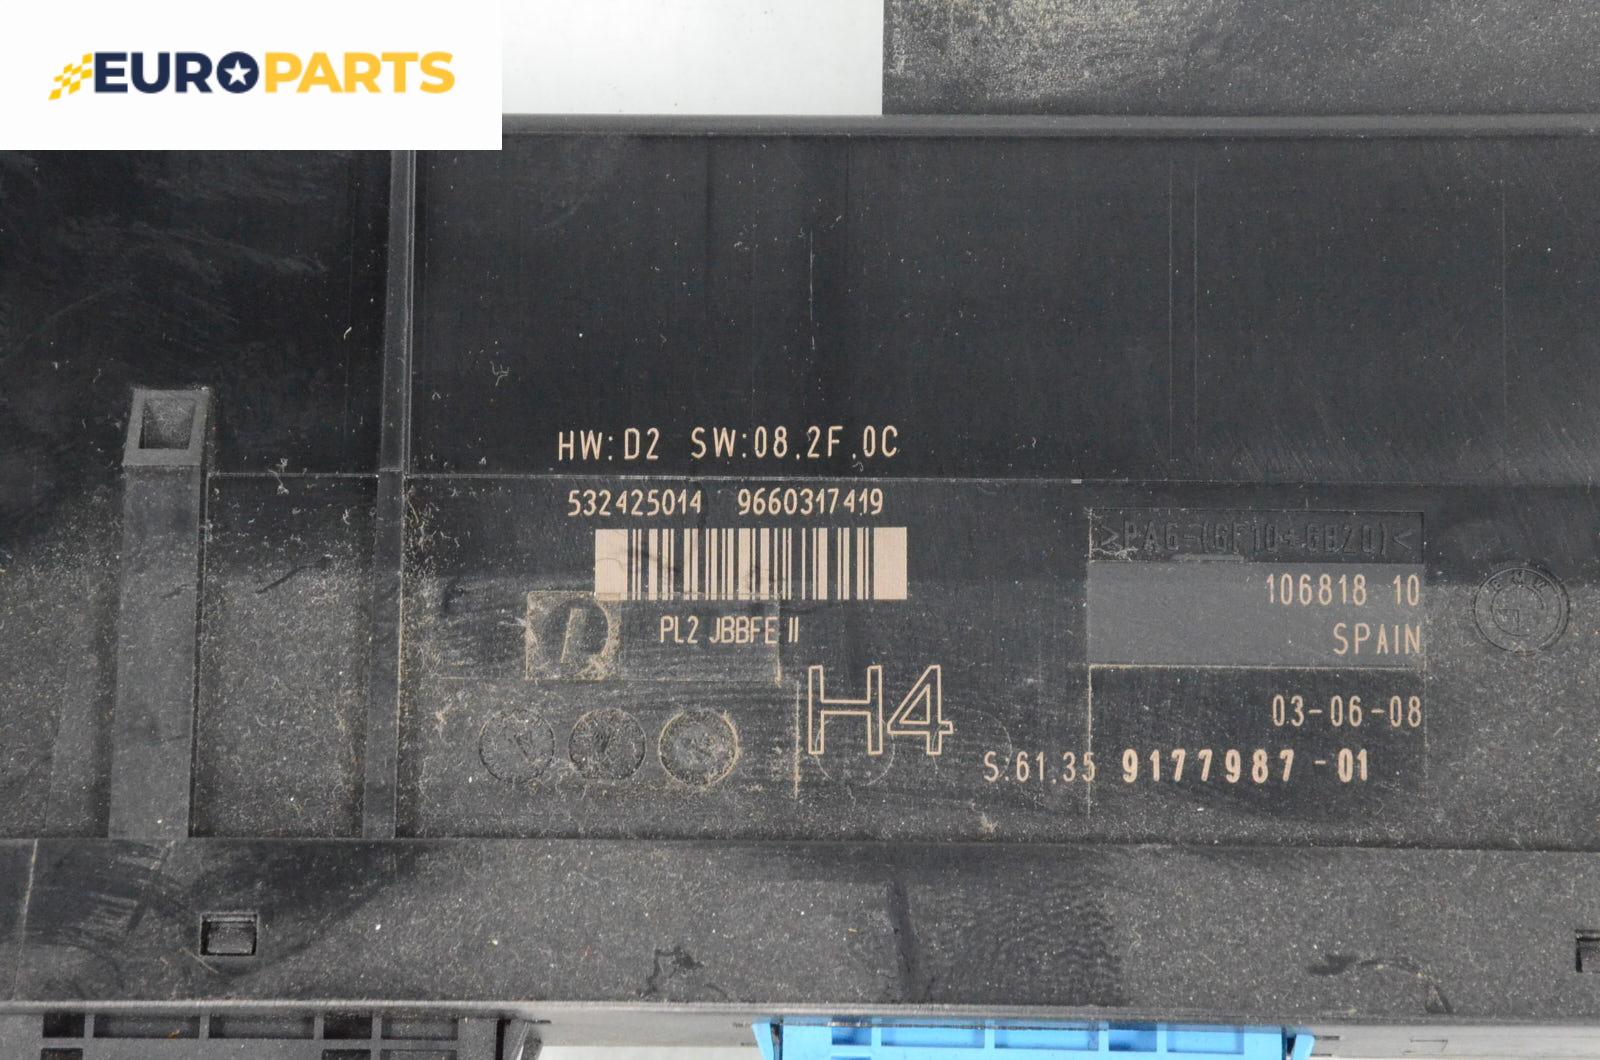 EUROPARTS
HW:D2 SW:08.2F.0C
532425014 9660317419
>PA6-(GF10+GB20)<
106818 10
PL2 JBBFE II
SPAIN
H4
03-06-08
S:61.35 9177987-01